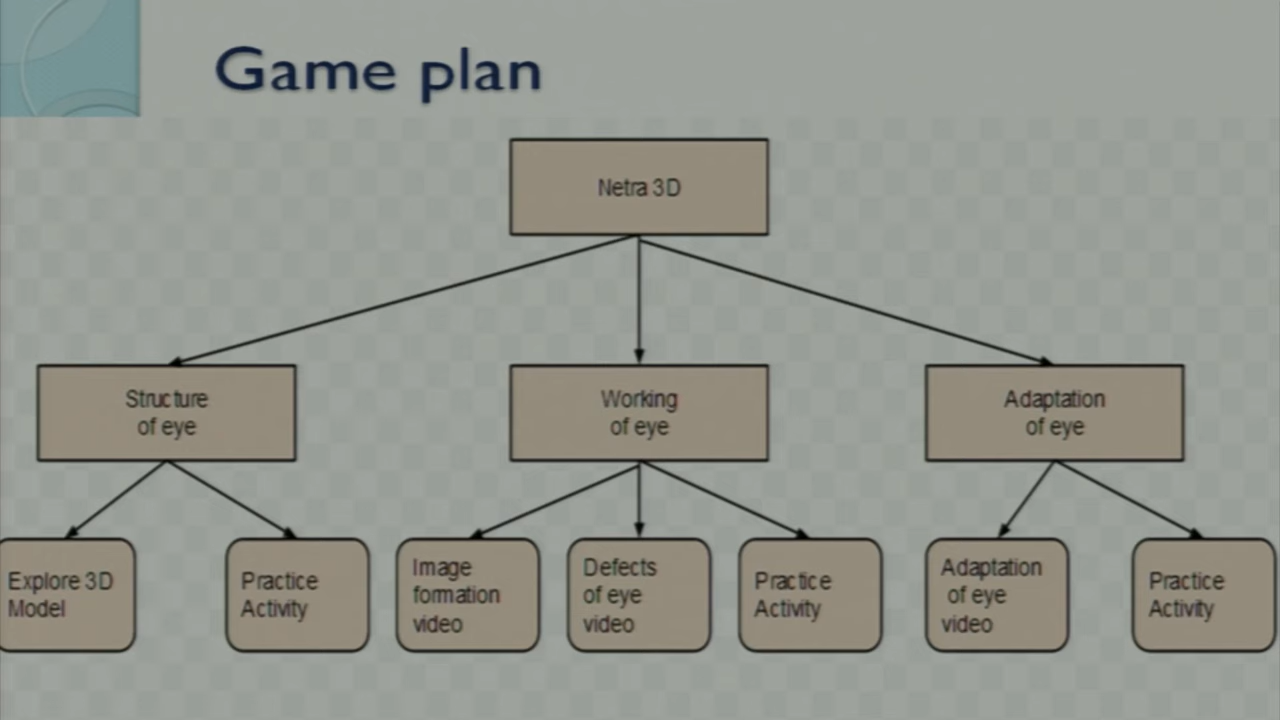 Game plan
Netra 3D
Structure
of eye
Working
of eye
Adaptation
of eye
Explore 3D
Model
Practice
Activity
Image
formation
video
Defects
of eye
video
Practice
Activity
Adaptation
of eye
video
Practice
Activity